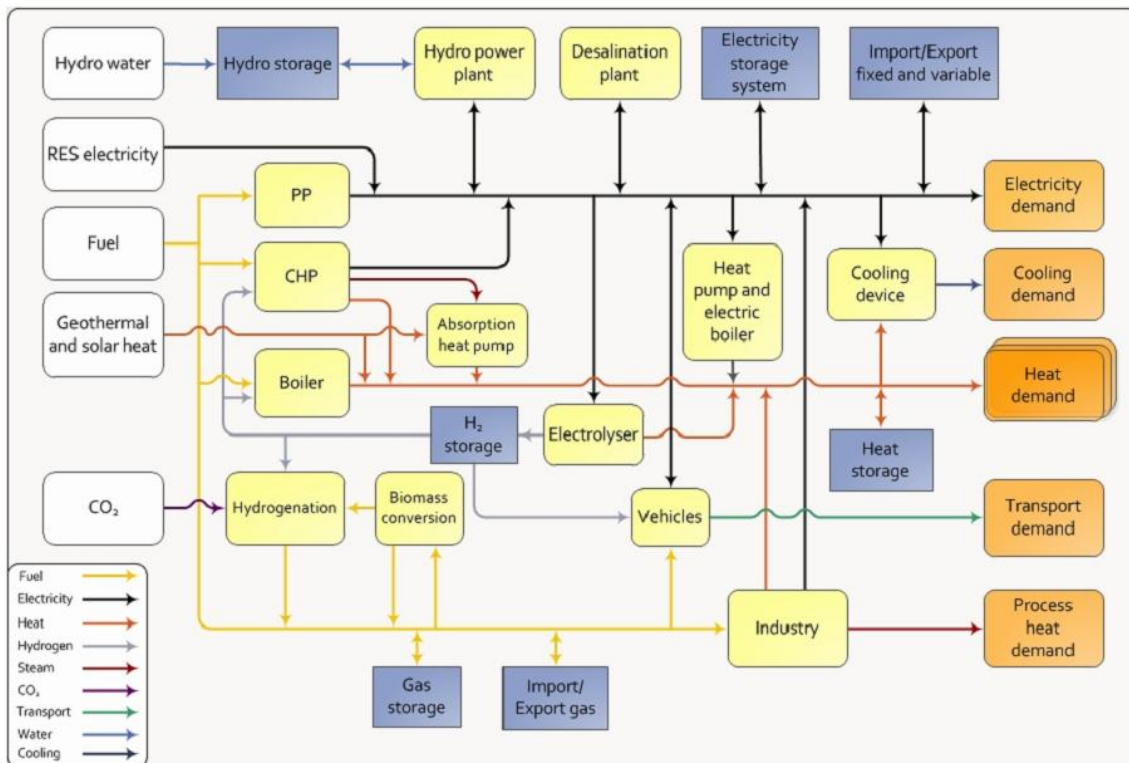 Hydro water
Hydro storage
Hydro power
plant
Desalination
plant
Electricity
storage
system
Import/Export
fixed and variable
RES electricity
PP
Electricity
demand
Fuel
CHP
Heat
pump and
electric
boiler
Cooling
device
Cooling
demand
Geothermal
and solar heat
Absorption
heat pump
Boiler
Heat
demand
H₂
storage
Electrolyser
Heat
storage
CO₂
Hydrogenation
Biomass
conversion
Vehicles
Transport
demand
Fuel
Electricity
Heat
Hydrogen
Steam
CO₂
Transport
Water
Cooling
Industry
Process
heat
demand
Gas
storage
Import/
Export gas